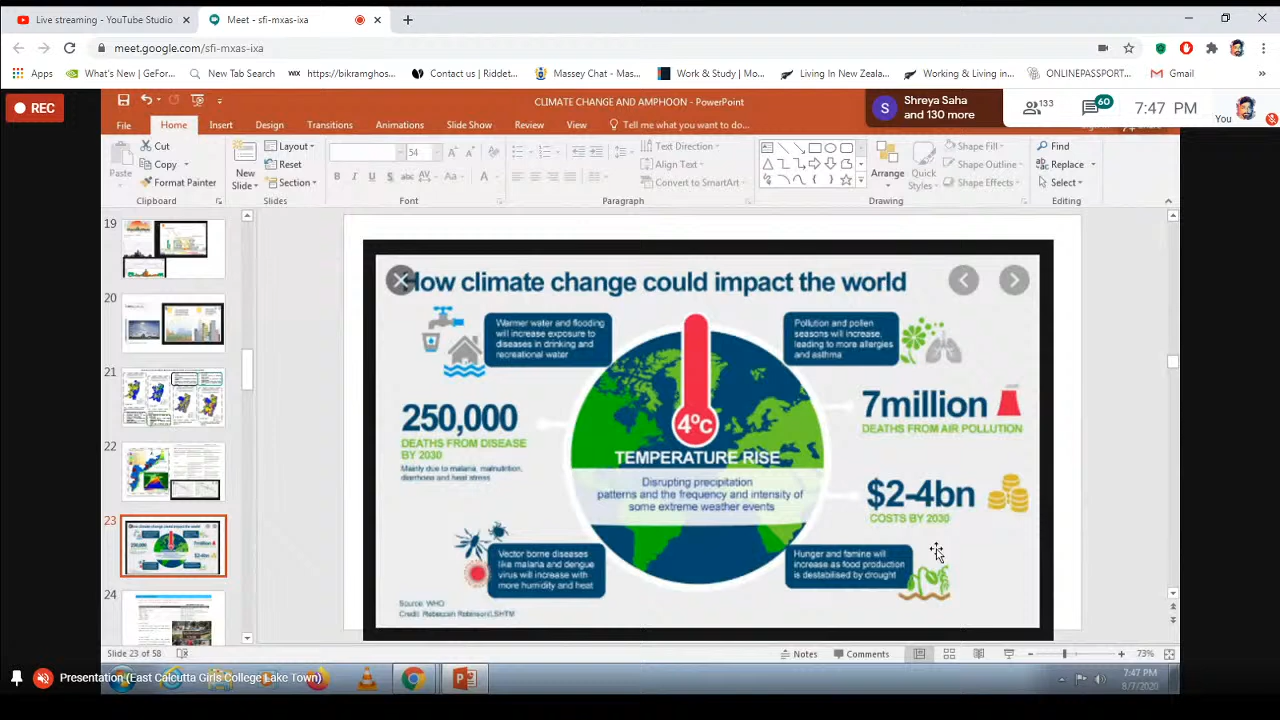 Live streaming - YouTube Studio
Meet - sfi-mxas-ixa
meet.google.com/sfi-mxas-ixa
Apps
What's New | GeFor...
New Tab Search
WIX https://bikramghos...
Contact us | Riddet...
Massey Chat - Mas...
Work & Study | Mo...
Living In New Zeala...
Working & Living in...
ONLINEPASSPORT...
Gmail
REC
CLIMATE CHANGE AND AMPHOON - PowerPoint
S
Shreya Saha
and 130 more
133
60
7:47 PM
You
File
Home
Insert
Design
Transitions
Animations
Slide Show
Review
View
Tell me what you want to do...
Paste
Cut
Copy
Format Painter
Clipboard
New
Slide
Layout
Reset
Section
Slides
54
B I U S abc AV Aa A
Font
Text Direction
Align Text
Convert to SmartArt
Paragraph
Arrange
Quick
Styles
Shape Fill
Shape Outline
Shape Effects
Drawing
Find
Replace
Select
Editing
19
20
21
22
23
24
How climate change could impact the world
Warmer water and flooding
will increase exposure to
diseases in drinking and
recreational water
Pollution and pollen
seasons will increase,
leading to more allergies
and asthma
250,000
DEATHS FROM DISEASE
BY 2030
Mainly due to malaria, malnutrition,
diarrhoea and heat stress
4°c
TEMPERATURE RISE
Disrupting precipitation
patterns and the frequency and intensity of
some extreme weather events
7million
DEATHS FROM AIR POLLUTION
$2-4bn
COSTS BY 2030
Vector borne diseases
like malaria and dengue
virus will increase with
more humidity and heat
Hunger and famine will
increase as food production
is destabilised by drought
Source: WHO
Slide 23 of 58
Notes
Comments
73%
Presentation (East Calcutta Girls College Lake Town)
7:47 PM
8/7/2020